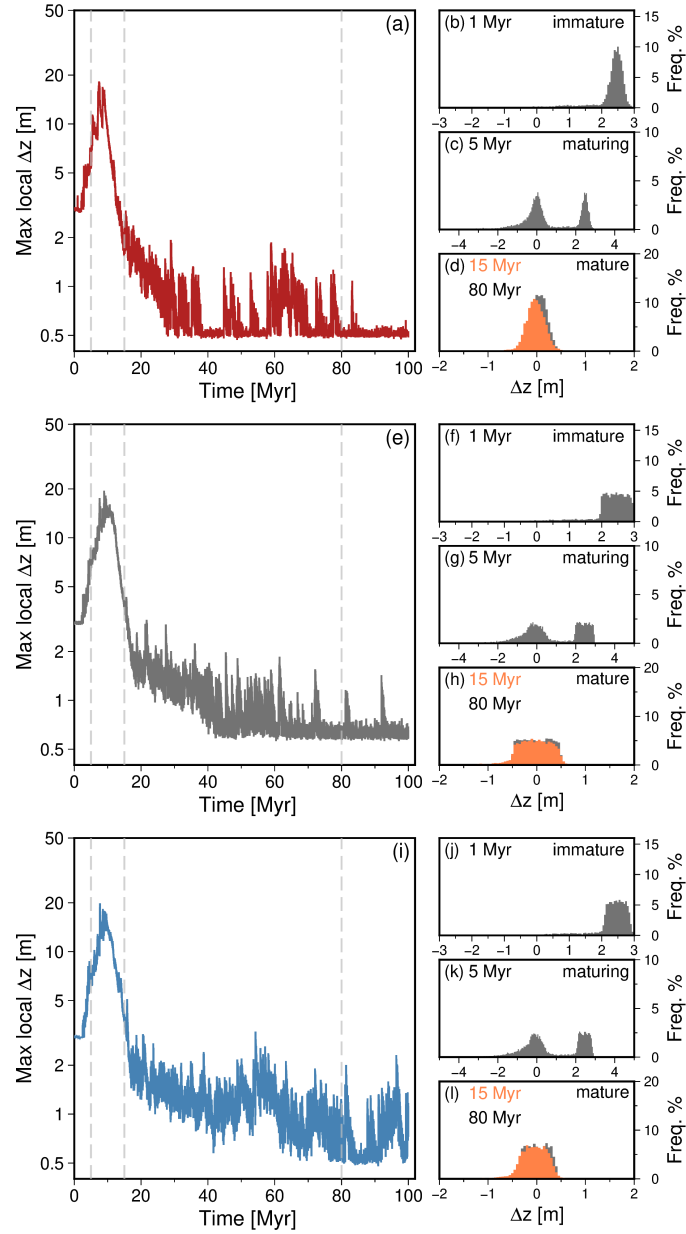 (a)
Max local Δz [m]
50
20
10
5
2
1
0.5
0 20 40 60 80 100
Time [Myr]
(b) 1 Myr immature
Freq. %
15
10
5
0
−3 −2 −1 0 1 2 3
(c) 5 Myr maturing
Freq. %
10
5
0
−4 −2 0 2 4
(d) 15 Myr mature
80 Myr
Freq. %
20
10
0
−2 −1 0 1 2
Δz [m]
(e)
Max local Δz [m]
50
20
10
5
2
1
0.5
0 20 40 60 80 100
Time [Myr]
(f) 1 Myr immature
Freq. %
15
10
5
0
−3 −2 −1 0 1 2 3
(g) 5 Myr maturing
Freq. %
10
5
0
−4 −2 0 2 4
(h) 15 Myr mature
80 Myr
Freq. %
20
10
0
−2 −1 0 1 2
Δz [m]
(i)
Max local Δz [m]
50
20
10
5
2
1
0.5
0 20 40 60 80 100
Time [Myr]
(j) 1 Myr immature
Freq. %
15
10
5
0
−3 −2 −1 0 1 2 3
(k) 5 Myr maturing
Freq. %
10
5
0
−4 −2 0 2 4
(l) 15 Myr mature
80 Myr
Freq. %
20
10
0
−2 −1 0 1 2
Δz [m]